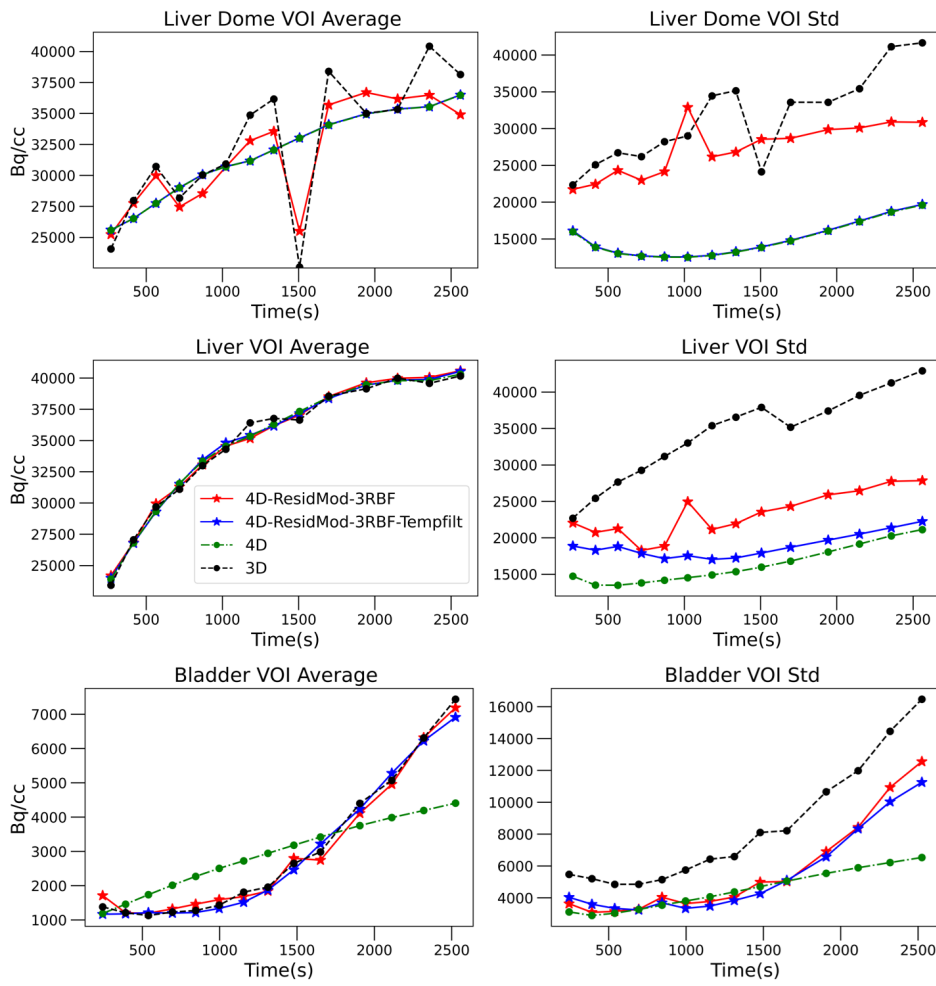 Liver Dome VOI Average
Bq/cc
40000
37500
35000
32500
30000
27500
25000
500 1000 1500 2000 2500
Time(s)
Liver Dome VOI Std
40000
35000
30000
25000
20000
15000
500 1000 1500 2000 2500
Time(s)
Liver VOI Average
Bq/cc
40000
37500
35000
32500
30000
27500
25000
4D-ResidMod-3RBF
4D-ResidMod-3RBF-Tempfilt
4D
3D
500 1000 1500 2000 2500
Time(s)
Liver VOI Std
40000
35000
30000
25000
20000
15000
500 1000 1500 2000 2500
Time(s)
Bladder VOI Average
Bq/cc
7000
6000
5000
4000
3000
2000
1000
500 1000 1500 2000 2500
Time(s)
Bladder VOI Std
16000
14000
12000
10000
8000
6000
4000
500 1000 1500 2000 2500
Time(s)